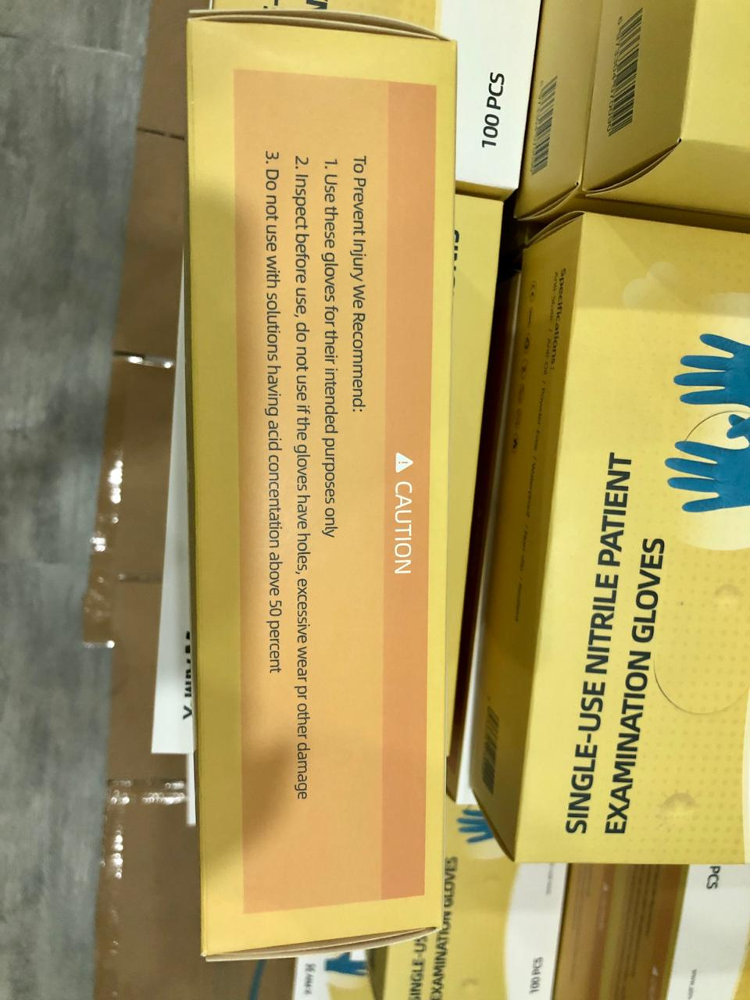 ⚠ CAUTION
To Prevent Injury We Recommend:
1. Use these gloves for their intended purposes only
2. Inspect before use, do not use if the gloves have holes, excessive wear pr other damage
3. Do not use with solutions having acid concentation above 50 percent
100 PCS
Specifications:
SINGLE-USE NITRILE PATIENT
EXAMINATION GLOVES
PCS
EXAMINATION GLOVES
100 PCS